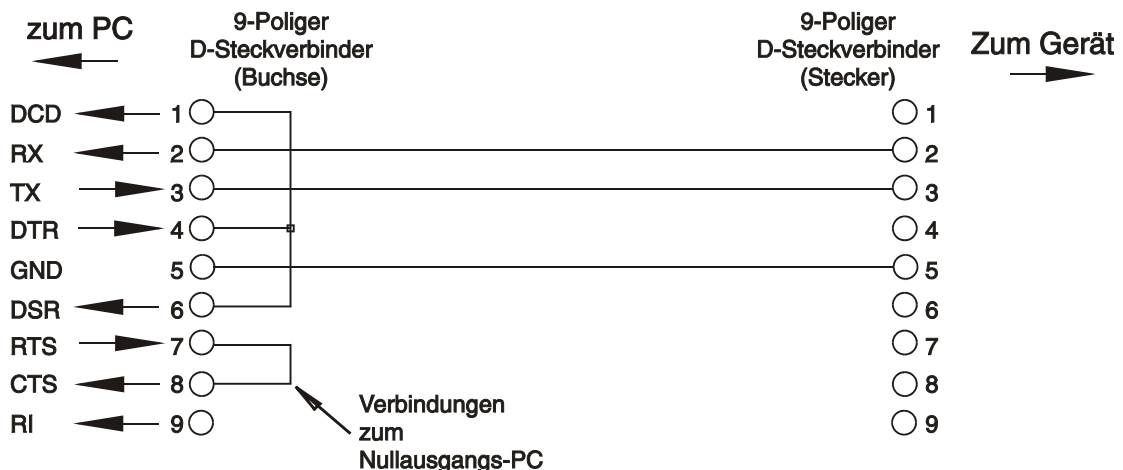 zum PC
9-Poliger
D-Steckverbinder
(Buchse)
9-Poliger
D-Steckverbinder
(Stecker)
Zum Gerät
DCD 1 1
RX 2 2
TX 3 3
DTR 4 4
GND 5 5
DSR 6 6
RTS 7 7
CTS 8 8
RI 9 9
Verbindungen
zum
Nullausgangs-PC